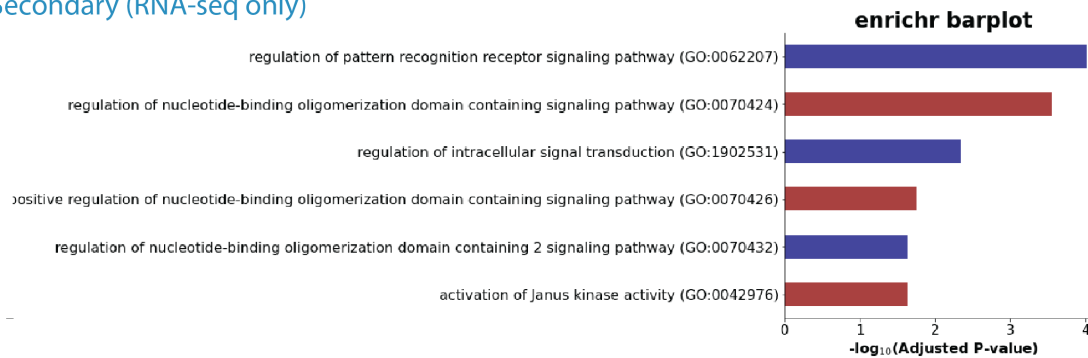 Secondary (RNA-seq only)
enrichr barplot
regulation of pattern recognition receptor signaling pathway (GO:0062207)
regulation of nucleotide-binding oligomerization domain containing signaling pathway (GO:0070424)
regulation of intracellular signal transduction (GO:1902531)
positive regulation of nucleotide-binding oligomerization domain containing signaling pathway (GO:0070426)
regulation of nucleotide-binding oligomerization domain containing 2 signaling pathway (GO:0070432)
activation of Janus kinase activity (GO:0042976)
0 1 2 3 4
-log₁₀(Adjusted P-value)